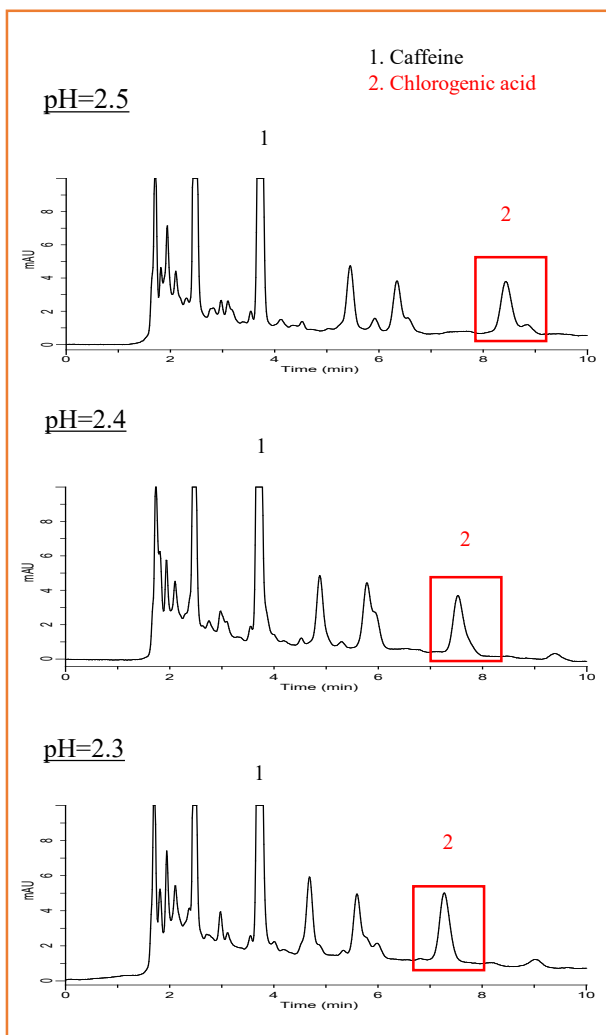 1. Caffeine
2. Chlorogenic acid
pH=2.5
1
2
mAU
0 2 4 6 8
0 2 4 6 8 10
Time (min)
pH=2.4
1
2
mAU
0 2 4 6 8
0 2 4 6 8 10
Time (min)
pH=2.3
1
2
mAU
0 2 4 6 8
0 2 4 6 8 10
Time (min)